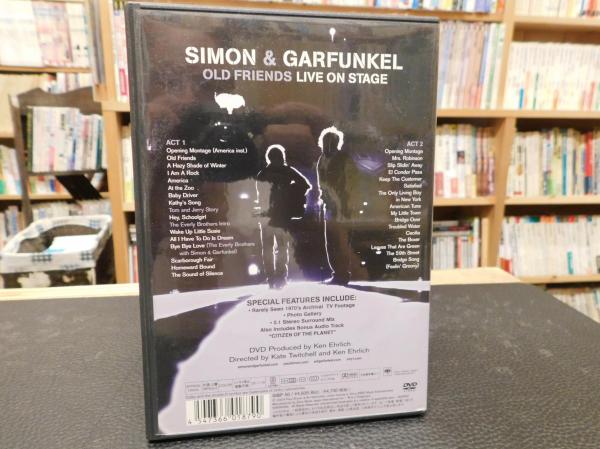 SIMON & GARFUNKEL
OLD FRIENDS LIVE ON STAGE
ACT 1
Opening Montage (America inst.)
Old Friends
A Hazy Shade of Winter
I Am A Rock
America
At the Zoo
Baby Driver
Kathy's Song
Tom and Jerry Story
Hey, Schoolgirl
The Everly Brothers Intro
Wake Up Little Susie
All I Have To Do Is Dream
Bye Bye Love (The Everly Brothers
with Simon & Garfunkel)
Scarborough Fair
Homeward Bound
The Sound of Silence
ACT 2
Opening Montage
Mrs. Robinson
Slip Slidin' Away
El Condor Pasa
Keep The Customer
Satisfied
The Only Living Boy
in New York
American Tune
My Little Town
Bridge Over
Troubled Water
Cecilia
The Boxer
Leaves That Are Green
The 59th Street
Bridge Song
(Feelin' Groovy)
SPECIAL FEATURES INCLUDE:
• Rarely Seen 1970's Archival TV Footage
• Photo Gallery
• 5.1 Stereo Surround Mix
Also Includes Bonus Audio Track
"CITIZEN OF THE PLANET"
DVD Produced by Ken Ehrlich
Directed by Kate Twitchell and Ken Ehrlich
DVD
4 547366 018790